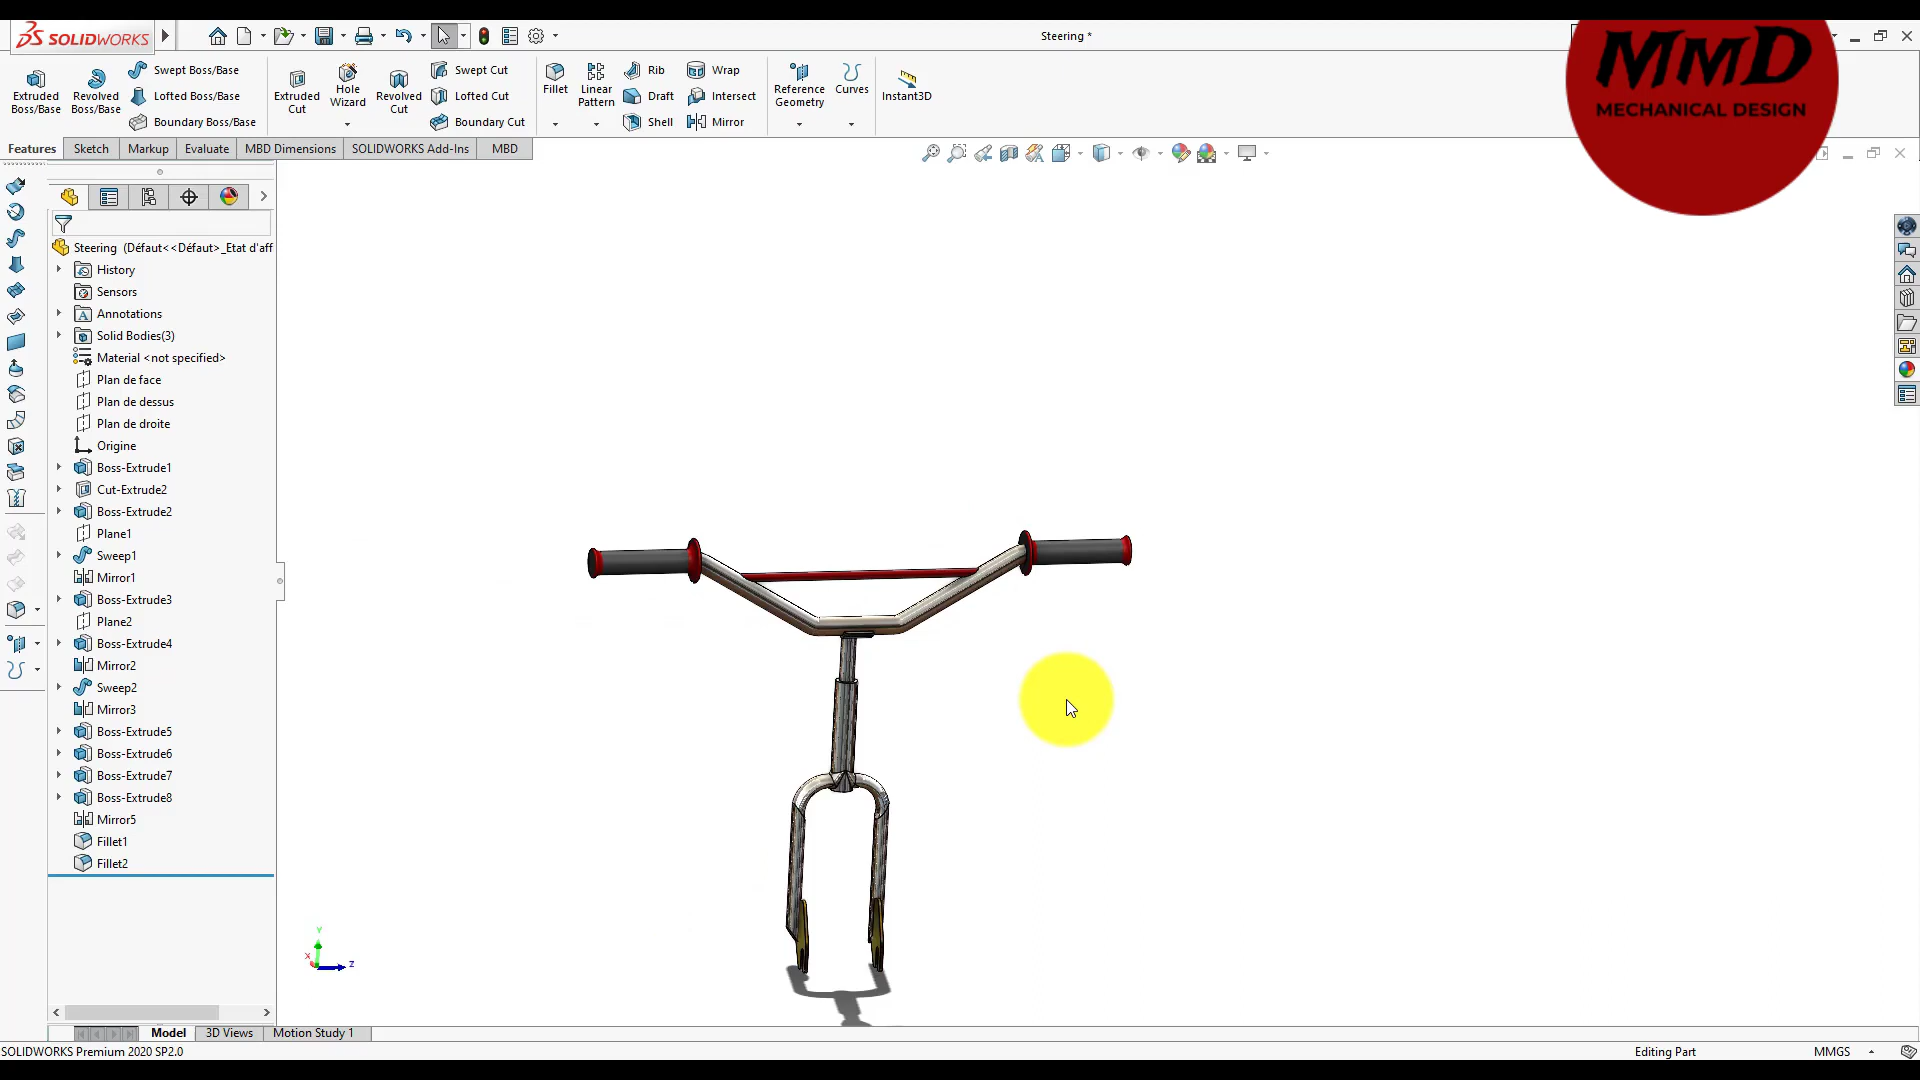 SOLIDWORKS
Steering *
MMD
MECHANICAL DESIGN
Extruded
Boss/Base
Revolved
Boss/Base
Swept Boss/Base
Lofted Boss/Base
Boundary Boss/Base
Extruded
Cut
Hole
Wizard
Revolved
Cut
Swept Cut
Lofted Cut
Boundary Cut
Fillet
Linear
Pattern
Rib
Draft
Shell
Wrap
Intersect
Mirror
Reference
Geometry
Curves
Instant3D
Features
Sketch
Markup
Evaluate
MBD Dimensions
SOLIDWORKS Add-Ins
MBD
Steering (Défaut<<Défaut>_Etat d'aff
History
Sensors
Annotations
Solid Bodies(3)
Material <not specified>
Plan de face
Plan de dessus
Plan de droite
Origine
Boss-Extrude1
Cut-Extrude2
Boss-Extrude2
Plane1
Sweep1
Mirror1
Boss-Extrude3
Plane2
Boss-Extrude4
Mirror2
Sweep2
Mirror3
Boss-Extrude5
Boss-Extrude6
Boss-Extrude7
Boss-Extrude8
Mirror5
Fillet1
Fillet2
Y
X
Z
Model
3D Views
Motion Study 1
SOLIDWORKS Premium 2020 SP2.0
Editing Part
MMGS